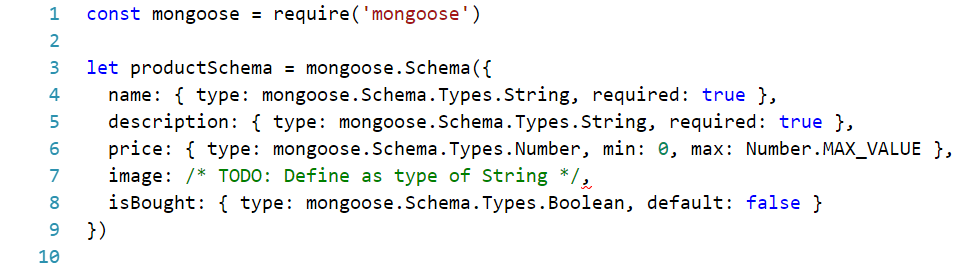 1 const mongoose = require('mongoose')
2
3 let productSchema = mongoose.Schema({
4   name: { type: mongoose.Schema.Types.String, required: true },
5   description: { type: mongoose.Schema.Types.String, required: true },
6   price: { type: mongoose.Schema.Types.Number, min: 0, max: Number.MAX_VALUE },
7   image: /* TODO: Define as type of String */,
8   isBought: { type: mongoose.Schema.Types.Boolean, default: false }
9 })
10